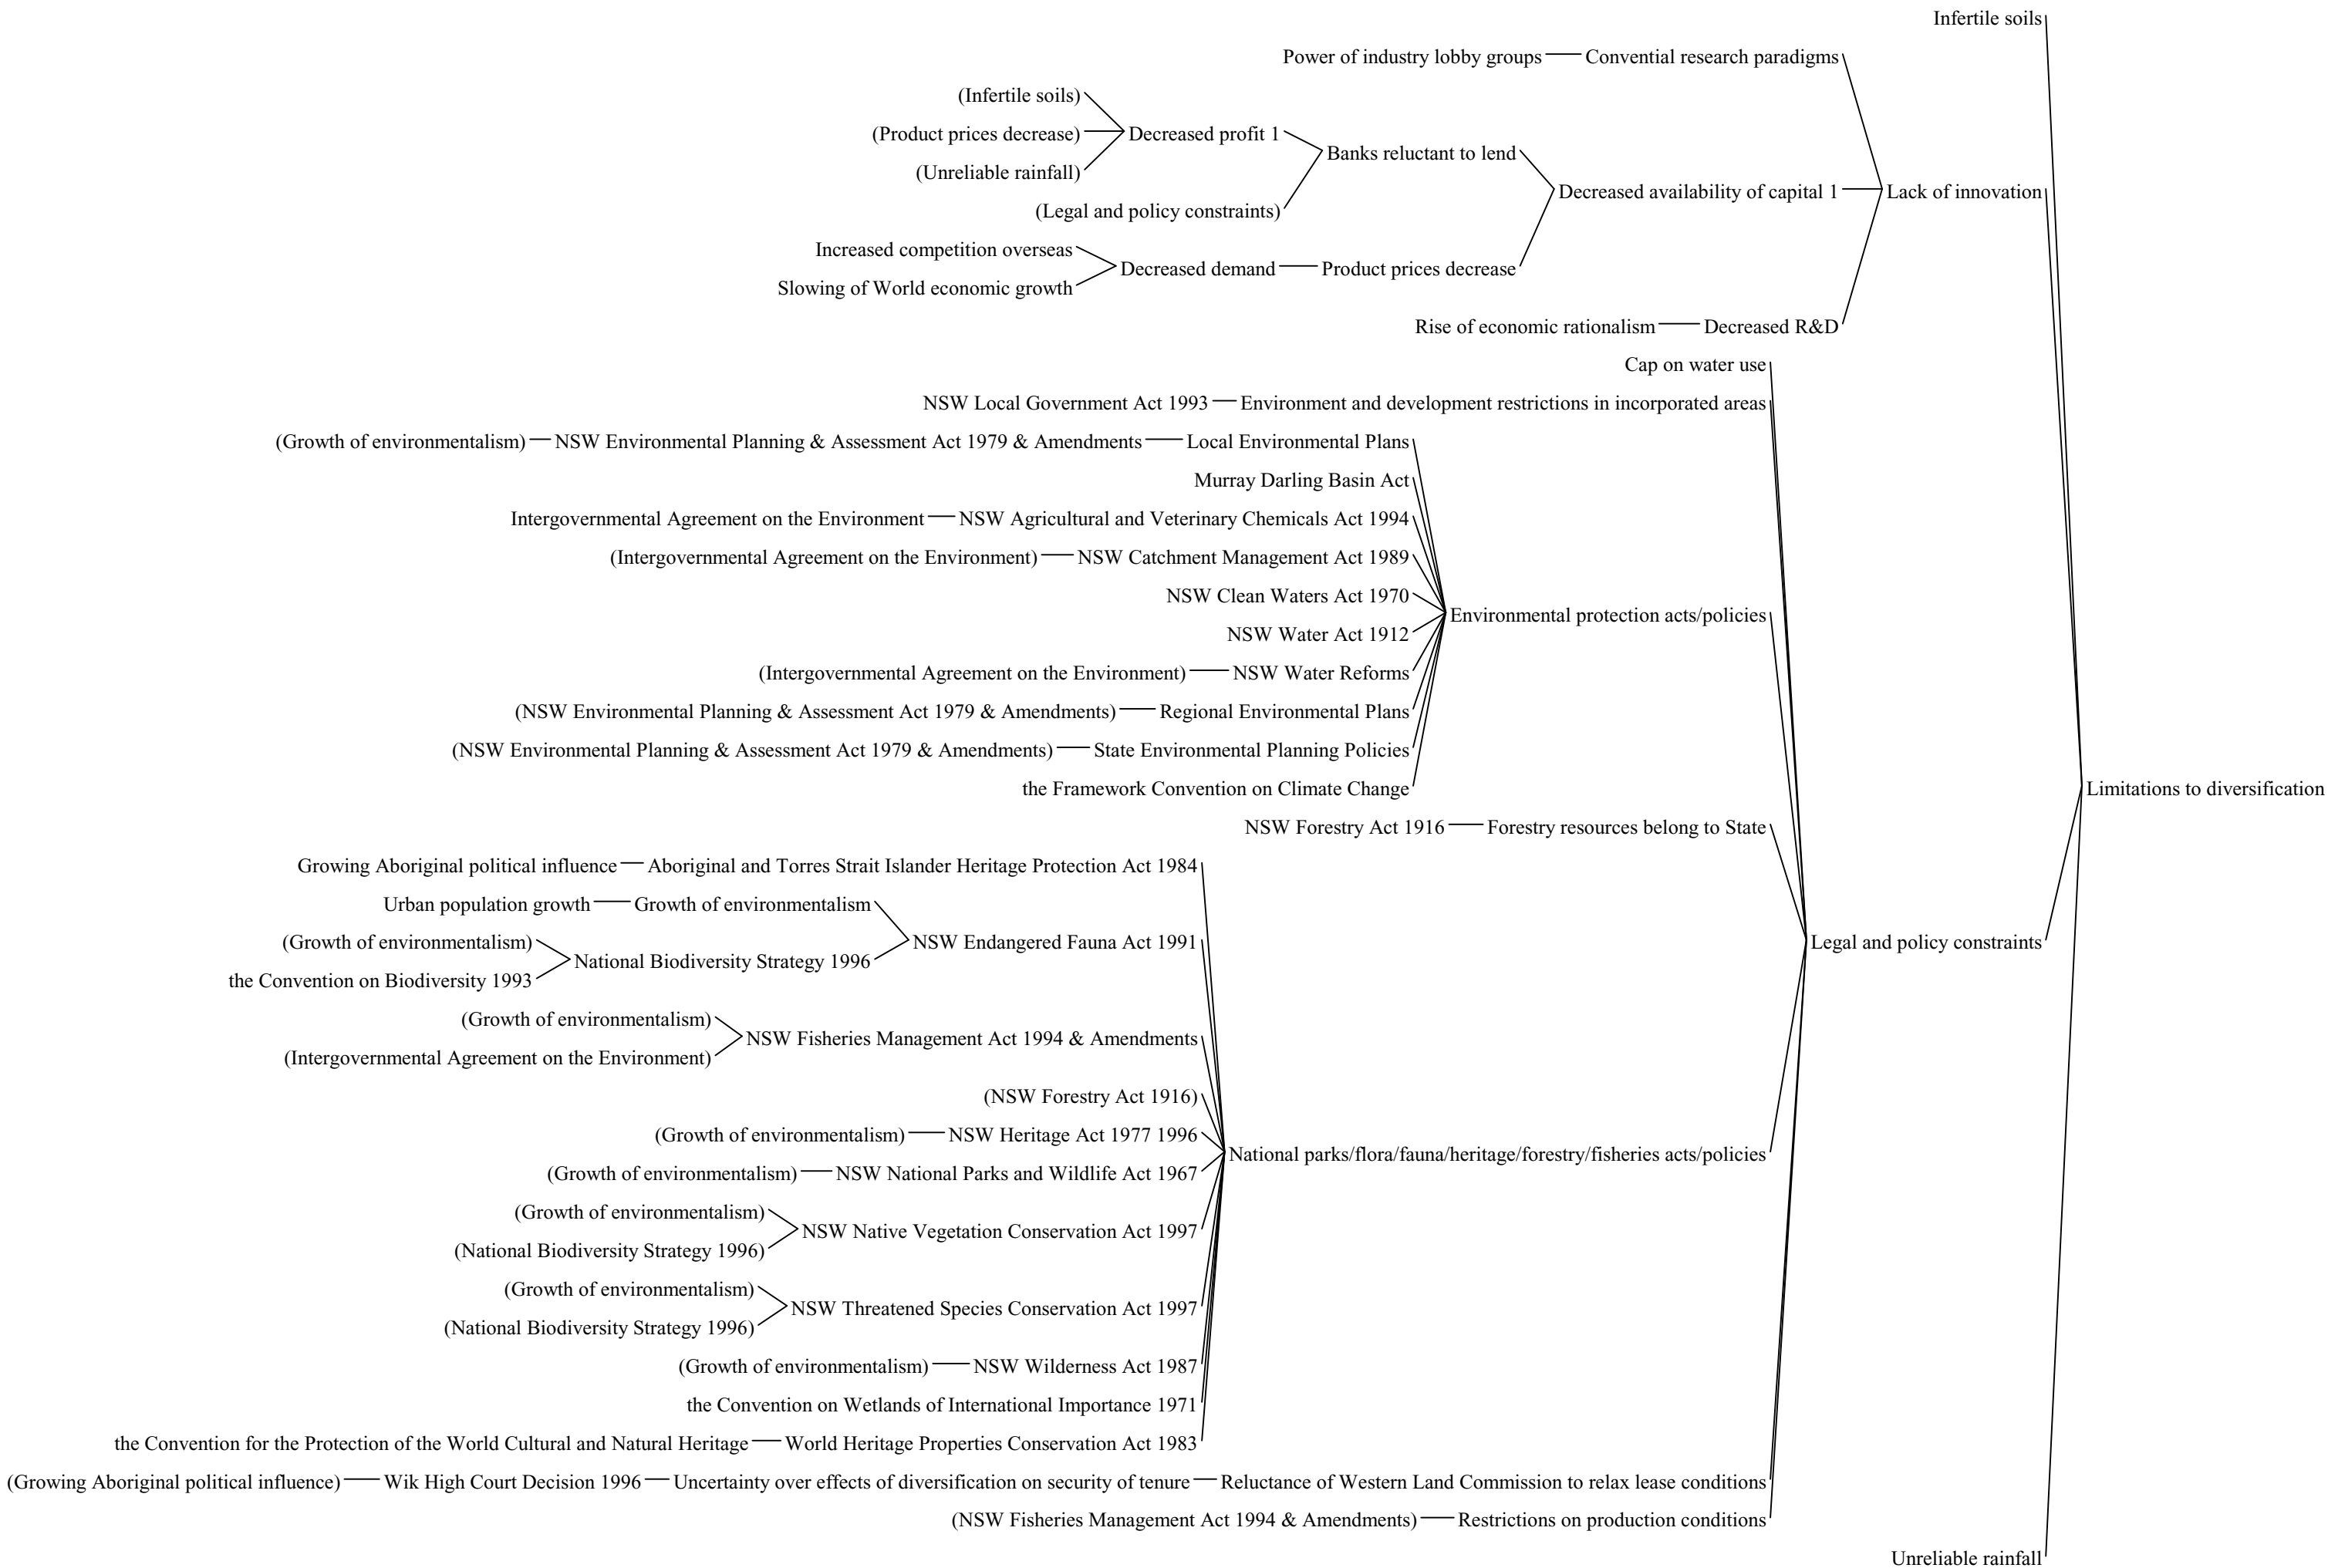 Infertile soils
Power of industry lobby groups Convential research paradigms
(Infertile soils)
(Product prices decrease) Decreased profit 1
Banks reluctant to lend
(Unreliable rainfall)
Decreased availability of capital 1 Lack of innovation
(Legal and policy constraints)
Increased competition overseas
Decreased demand Product prices decrease
Slowing of World economic growth
Rise of economic rationalism Decreased R&D
Cap on water use
NSW Local Government Act 1993 Environment and development restrictions in incorporated areas
(Growth of environmentalism) NSW Environmental Planning & Assessment Act 1979 & Amendments Local Environmental Plans
Murray Darling Basin Act
Intergovernmental Agreement on the Environment NSW Agricultural and Veterinary Chemicals Act 1994
(Intergovernmental Agreement on the Environment) NSW Catchment Management Act 1989
NSW Clean Waters Act 1970
Environmental protection acts/policies
NSW Water Act 1912
(Intergovernmental Agreement on the Environment) NSW Water Reforms
(NSW Environmental Planning & Assessment Act 1979 & Amendments) Regional Environmental Plans
(NSW Environmental Planning & Assessment Act 1979 & Amendments) State Environmental Planning Policies
the Framework Convention on Climate Change Limitations to diversification
NSW Forestry Act 1916 Forestry resources belong to State
Growing Aboriginal political influence Aboriginal and Torres Strait Islander Heritage Protection Act 1984
Urban population growth Growth of environmentalism
(Growth of environmentalism) NSW Endangered Fauna Act 1991 Legal and policy constraints
National Biodiversity Strategy 1996
the Convention on Biodiversity 1993
(Growth of environmentalism)
NSW Fisheries Management Act 1994 & Amendments
(Intergovernmental Agreement on the Environment)
(NSW Forestry Act 1916)
(Growth of environmentalism) NSW Heritage Act 1977 1996
National parks/flora/fauna/heritage/forestry/fisheries acts/policies
(Growth of environmentalism) NSW National Parks and Wildlife Act 1967
(Growth of environmentalism)
NSW Native Vegetation Conservation Act 1997
(National Biodiversity Strategy 1996)
(Growth of environmentalism)
NSW Threatened Species Conservation Act 1997
(National Biodiversity Strategy 1996)
(Growth of environmentalism) NSW Wilderness Act 1987
the Convention on Wetlands of International Importance 1971
the Convention for the Protection of the World Cultural and Natural Heritage World Heritage Properties Conservation Act 1983
(Growing Aboriginal political influence) Wik High Court Decision 1996 Uncertainty over effects of diversification on security of tenure Reluctance of Western Land Commission to relax lease conditions
(NSW Fisheries Management Act 1994 & Amendments) Restrictions on production conditions
Unreliable rainfall